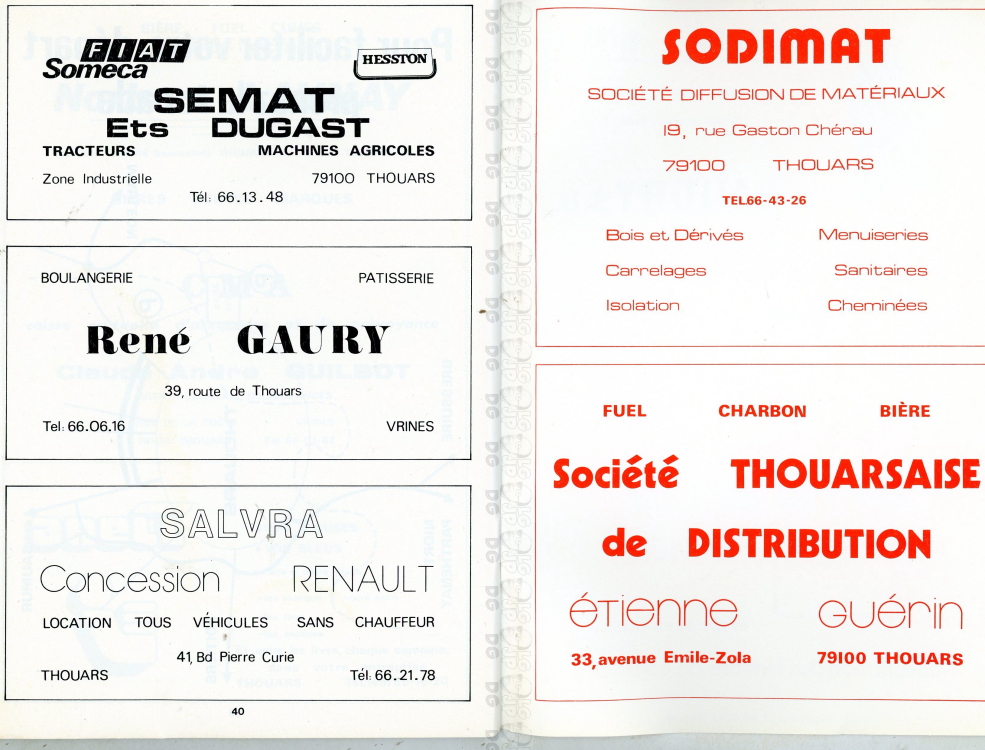 FIAT
Someca
HESSTON
SEMAT
Ets DUGAST
TRACTEURS MACHINES AGRICOLES
Zone Industrielle 79100 THOUARS
Tél: 66.13.48
BOULANGERIE PATISSERIE
René GAURY
39, route de Thouars
Tel: 66.06.16 VRINES
SALVRA
Concession RENAULT
LOCATION TOUS VÉHICULES SANS CHAUFFEUR
41, Bd Pierre Curie
THOUARS Tél: 66.21.78
40
SODIMAT
SOCIÉTÉ DIFFUSION DE MATÉRIAUX
19, rue Gaston Chérau
79100 THOUARS
TEL66-43-26
Bois et Dérivés Menuiseries
Carrelages Sanitaires
Isolation Cheminées
FUEL CHARBON BIÈRE
Société THOUARSAISE
de DISTRIBUTION
éTienne GUérin
33, avenue Emile-Zola 79100 THOUARS